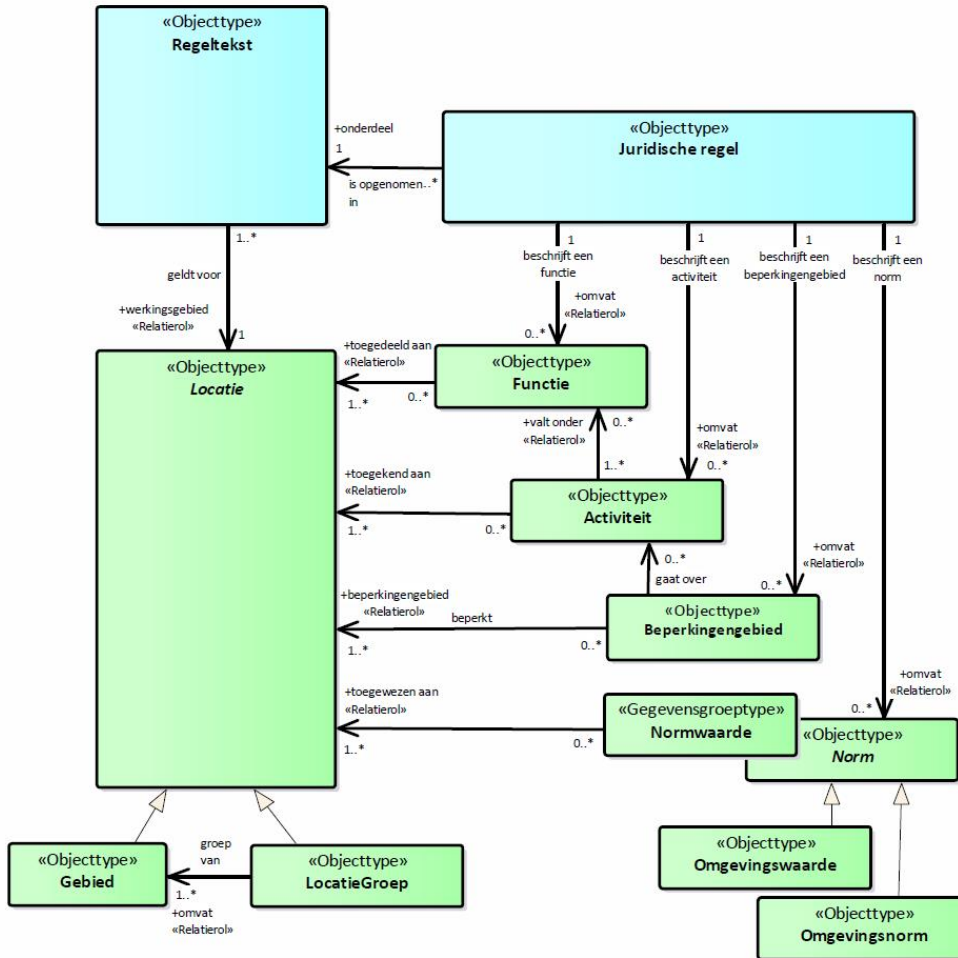 «Objecttype»
Regeltekst
«Objecttype»
Juridische regel
+onderdeel
1
is opgenomen..*
in
1..*
geldt voor
+werkingsgebied
«Relatierol»
1
1
beschrijft een
functie
1
beschrijft een
activiteit
1
beschrijft een
beperkingengebied
1
beschrijft een
norm
+omvat
«Relatierol»
0..*
«Objecttype»
Locatie
+toegedeeld aan
«Relatierol»
1..*
0..*
«Objecttype»
Functie
+valt onder
«Relatierol»
0..*
1..*
+omvat
«Relatierol»
0..*
+toegekend aan
«Relatierol»
1..*
0..*
«Objecttype»
Activiteit
0..*
gaat over
+omvat
«Relatierol»
0..*
+beperkingengebied
«Relatierol»
beperkt
1..*
0..*
«Objecttype»
Beperkingengebied
+toegewezen aan
«Relatierol»
1..*
0..*
«Gegevensgroeptype»
Normwaarde
+omvat
«Relatierol»
0..*
«Objecttype»
Norm
«Objecttype»
Gebied
groep
van
1..*
+omvat
«Relatierol»
«Objecttype»
LocatieGroep
«Objecttype»
Omgevingswaarde
«Objecttype»
Omgevingsnorm